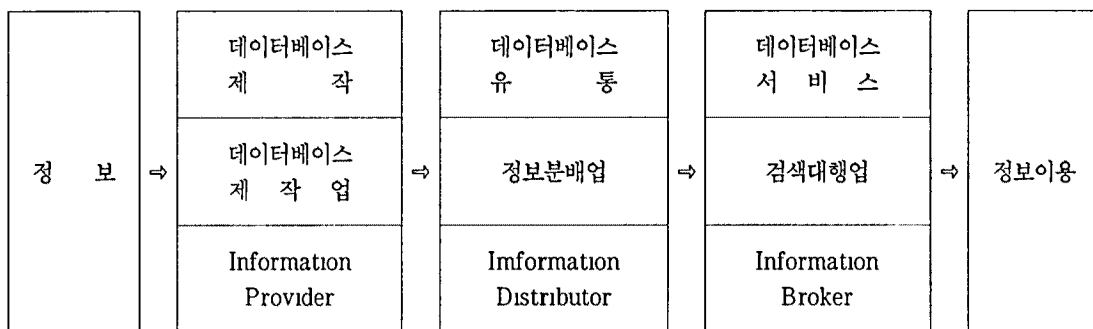 정 보
⇨
데이터베이스
제 작
데이터베이스
제 작 업
Information
Provider
⇨
데이터베이스
유 통
정보분배업
Imformation
Distributor
⇨
데이터베이스
서 비 스
검색대행업
Information
Broker
⇨
정보이용